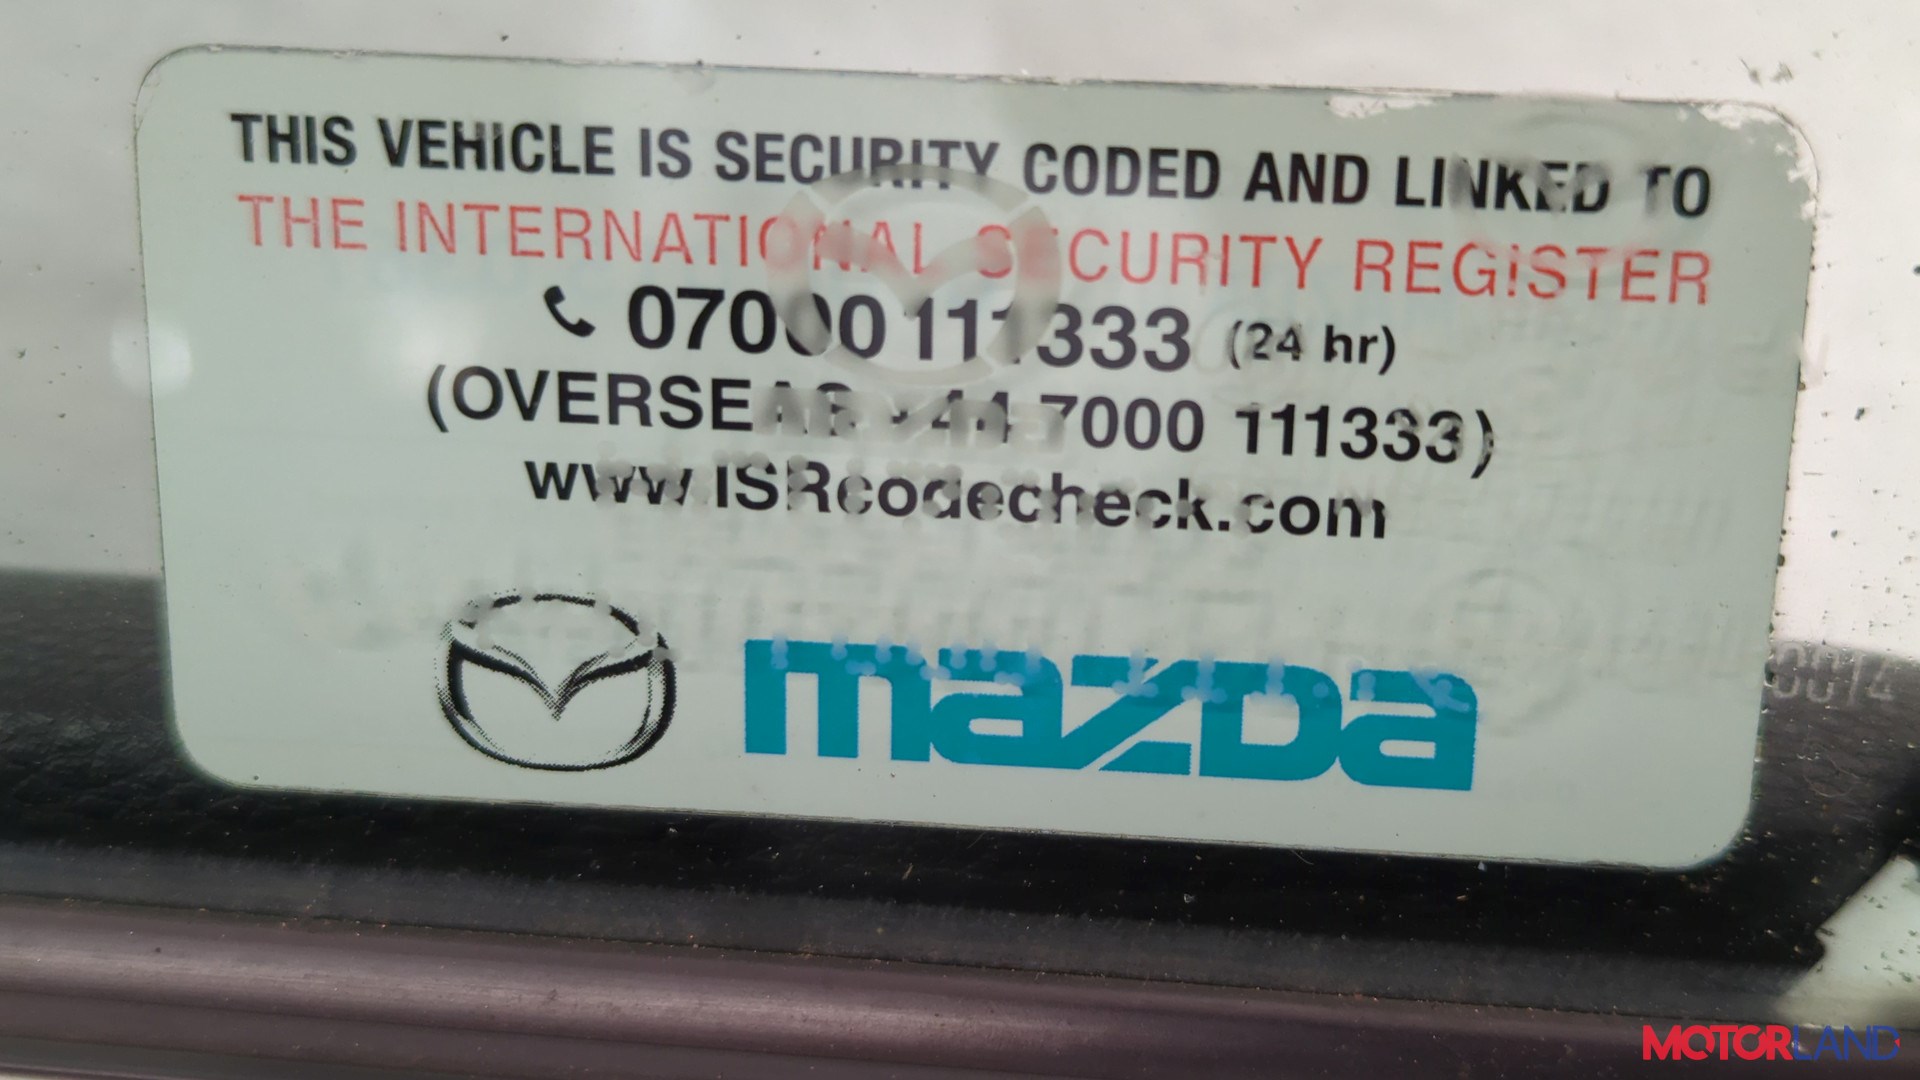 THIS VEHICLE IS SECURITY CODED AND LINKED TO
THE INTERNATIONAL SECURITY REGISTER
07000 111333 (24 hr)
(OVERSEAS +44 7000 111333)
www.ISRcodecheck.com
mazda
MOTORLAND